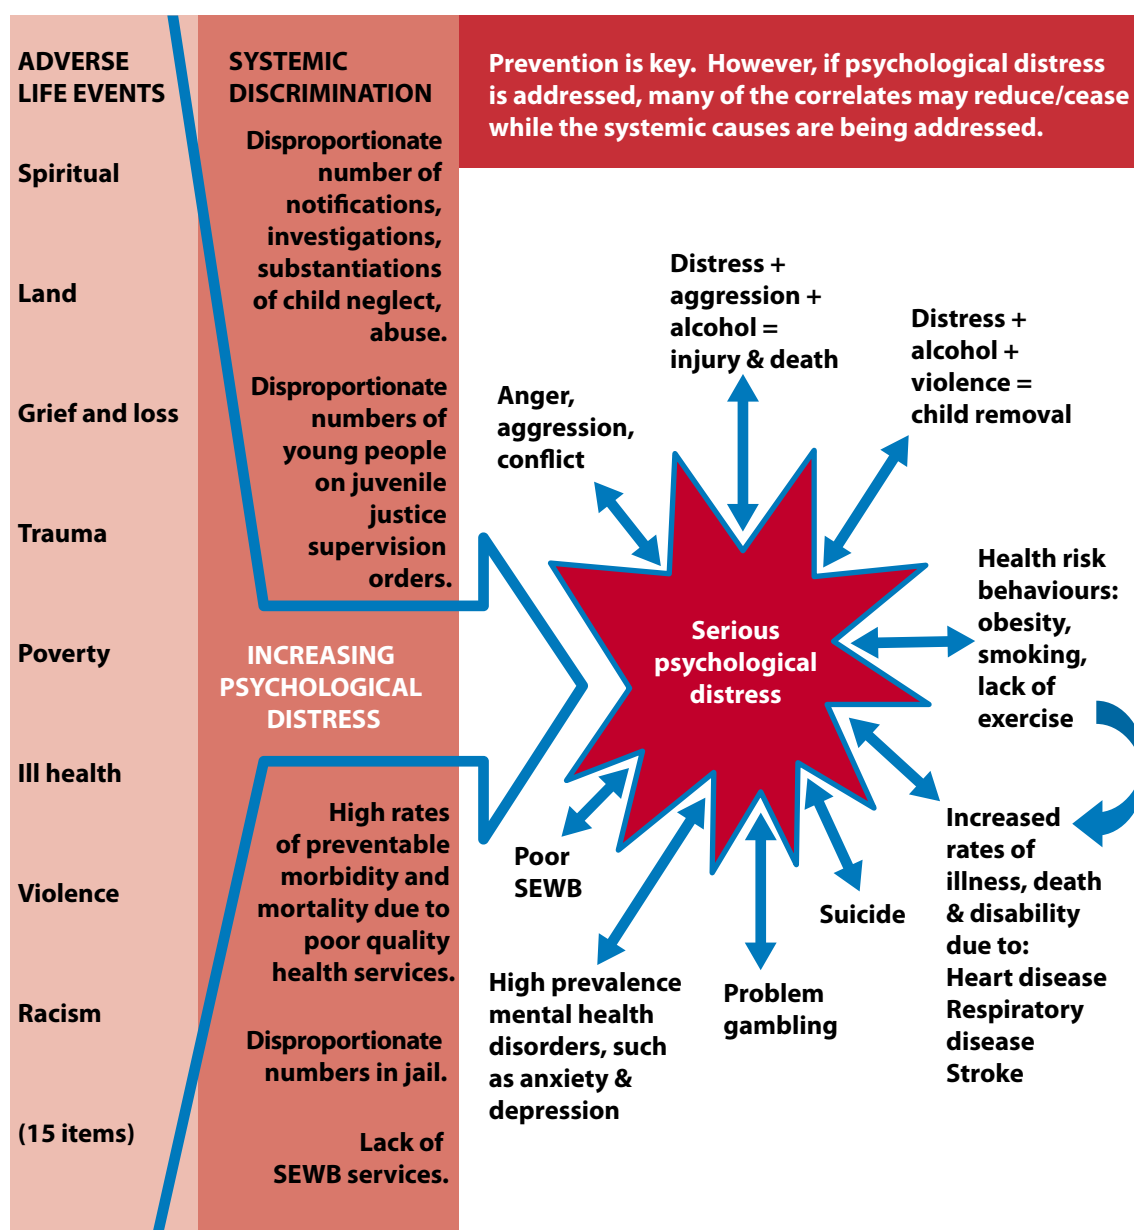 ADVERSE
LIFE EVENTS
Spiritual
Land
Grief and loss
Trauma
Poverty
Ill health
Violence
Racism
(15 items)
SYSTEMIC
DISCRIMINATION
Disproportionate
number of
notifications,
investigations,
substantiations
of child neglect,
abuse.
Disproportionate
numbers of
young people
on juvenile
justice
supervision
orders.
INCREASING
PSYCHOLOGICAL
DISTRESS
High rates
of preventable
morbidity and
mortality due to
poor quality
health services.
Disproportionate
numbers in jail.
Lack of
SEWB services.
Prevention is key.  However, if psychological distress
is addressed, many of the correlates may reduce/cease
while the systemic causes are being addressed.
Anger,
aggression,
conflict
Distress +
aggression +
alcohol =
injury & death
Distress +
alcohol +
violence =
child removal
Serious
psychological
distress
Health risk
behaviours:
obesity,
smoking,
lack of
exercise
Increased
rates of
illness, death
& disability
due to:
Heart disease
Respiratory
disease
Stroke
Suicide
Problem
gambling
High prevalence
mental health
disorders, such
as anxiety &
depression
Poor
SEWB